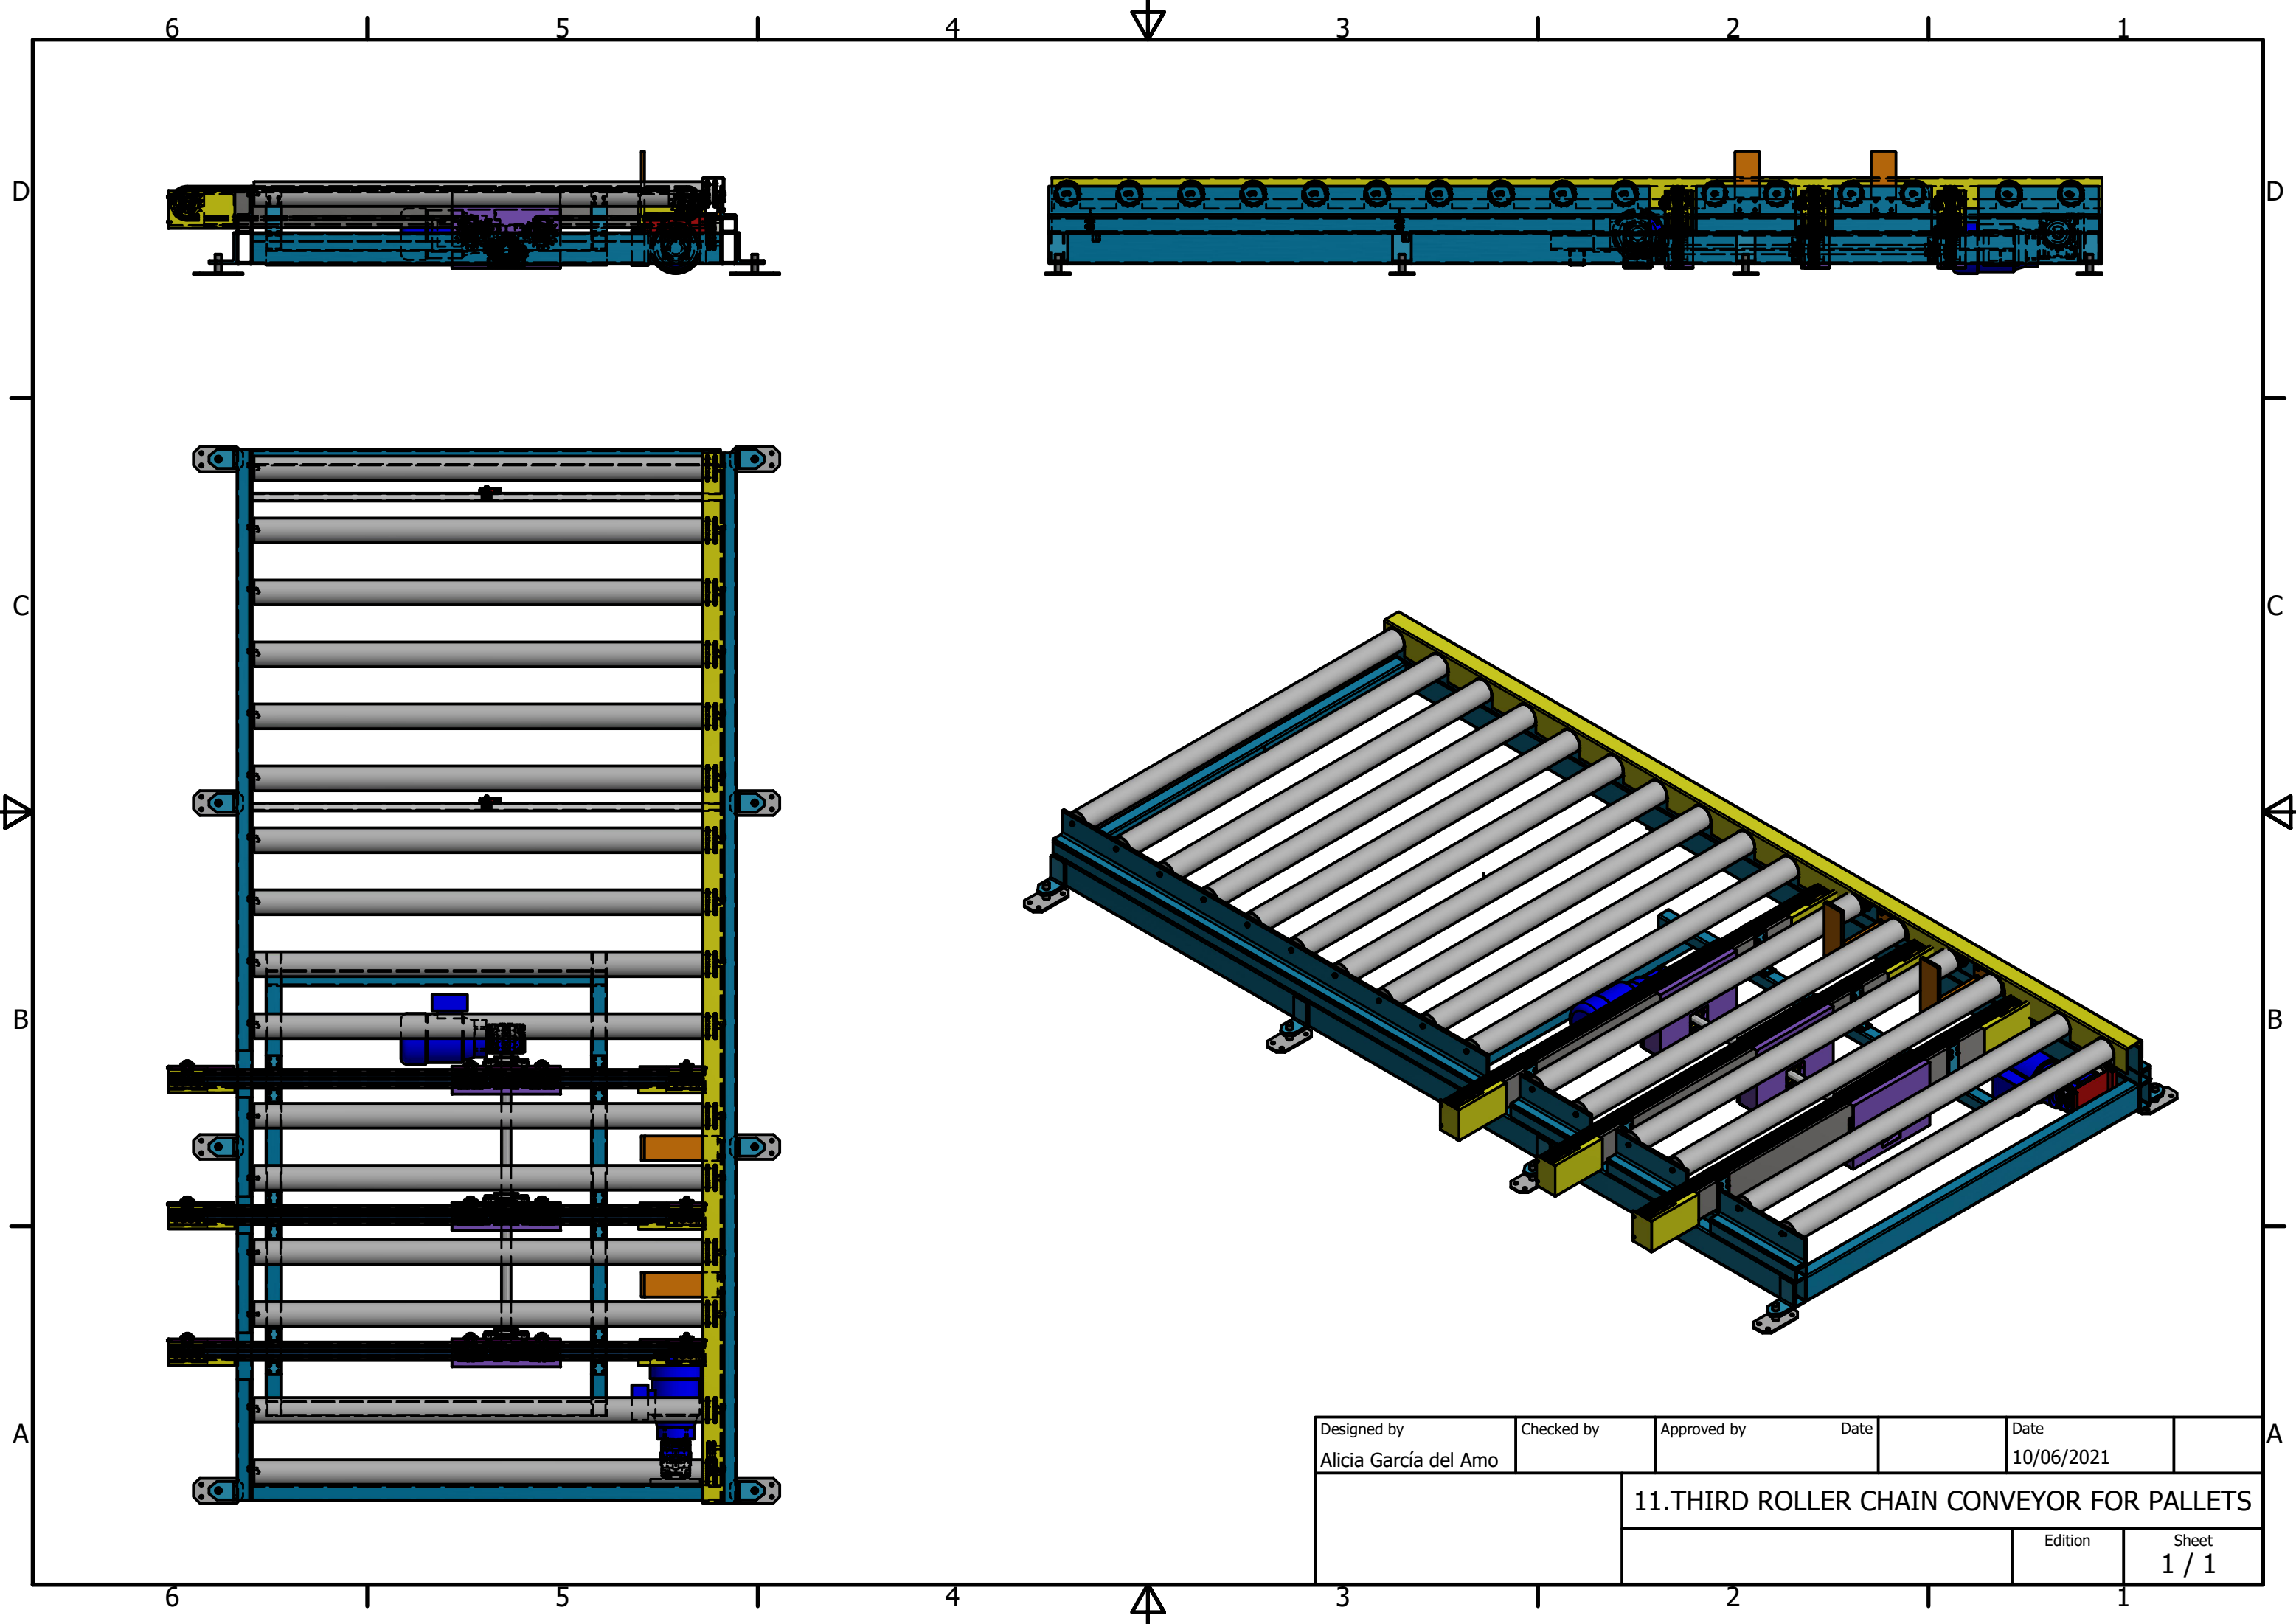 6 5 4 3 2 1
D D
C C
B B
A A
Designed by Checked by Approved by Date Date
Alicia García del Amo 10/06/2021
11.THIRD ROLLER CHAIN CONVEYOR FOR PALLETS
Edition Sheet
1 / 1
6 5 4 3 2 1